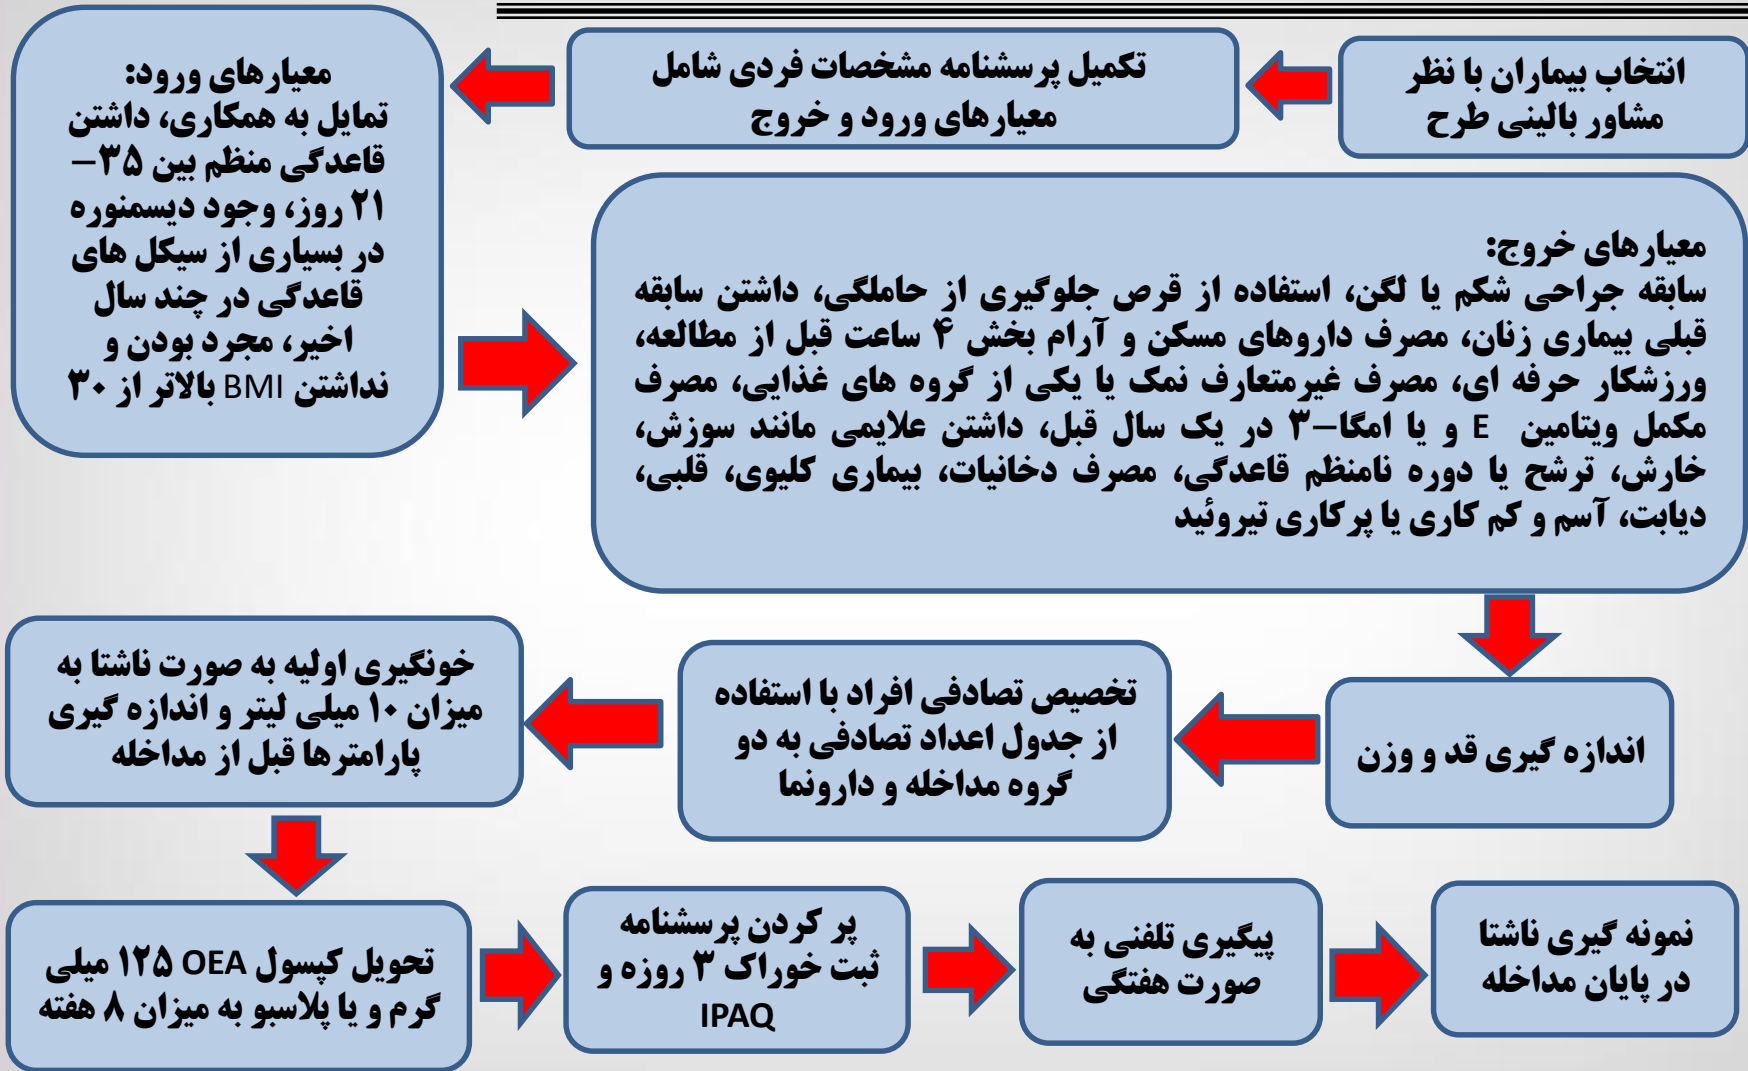 انتخاب بیماران با نظر
مشاور بالینی طرح
تکمیل پرسشنامه مشخصات فردی شامل
معیارهای ورود و خروج
معیارهای ورود:
تمایل به همکاری، داشتن
قاعدگی منظم بین ۳۵–
۲۱ روز، وجود دیسمنوره
در بسیاری از سیکل های
قاعدگی در چند سال
اخیر، مجرد بودن و
نداشتن BMI بالاتر از ۳۰
معیارهای خروج:
سابقه جراحی شکم یا لگن، استفاده از قرص جلوگیری از حاملگی، داشتن سابقه
قبلی بیماری زنان، مصرف داروهای مسکن و آرام بخش ۴ ساعت قبل از مطالعه،
ورزشکار حرفه ای، مصرف غیرمتعارف نمک یا یکی از گروه های غذایی، مصرف
مکمل ویتامین E و یا امگا–۳ در یک سال قبل، داشتن علایمی مانند سوزش،
خارش، ترشح یا دوره نامنظم قاعدگی، مصرف دخانیات، بیماری کلیوی، قلبی،
دیابت، آسم و کم کاری یا پرکاری تیروئید
اندازه گیری قد و وزن
تخصیص تصادفی افراد با استفاده
از جدول اعداد تصادفی به دو
گروه مداخله و دارونما
خونگیری اولیه به صورت ناشتا به
میزان ۱۰ میلی لیتر و اندازه گیری
پارامترها قبل از مداخله
تحویل کپسول OEA ۱۲۵ میلی
گرم و یا پلاسبو به میزان ۸ هفته
پر کردن پرسشنامه
ثبت خوراک ۳ روزه و
IPAQ
پیگیری تلفنی به
صورت هفتگی
نمونه گیری ناشتا
در پایان مداخله